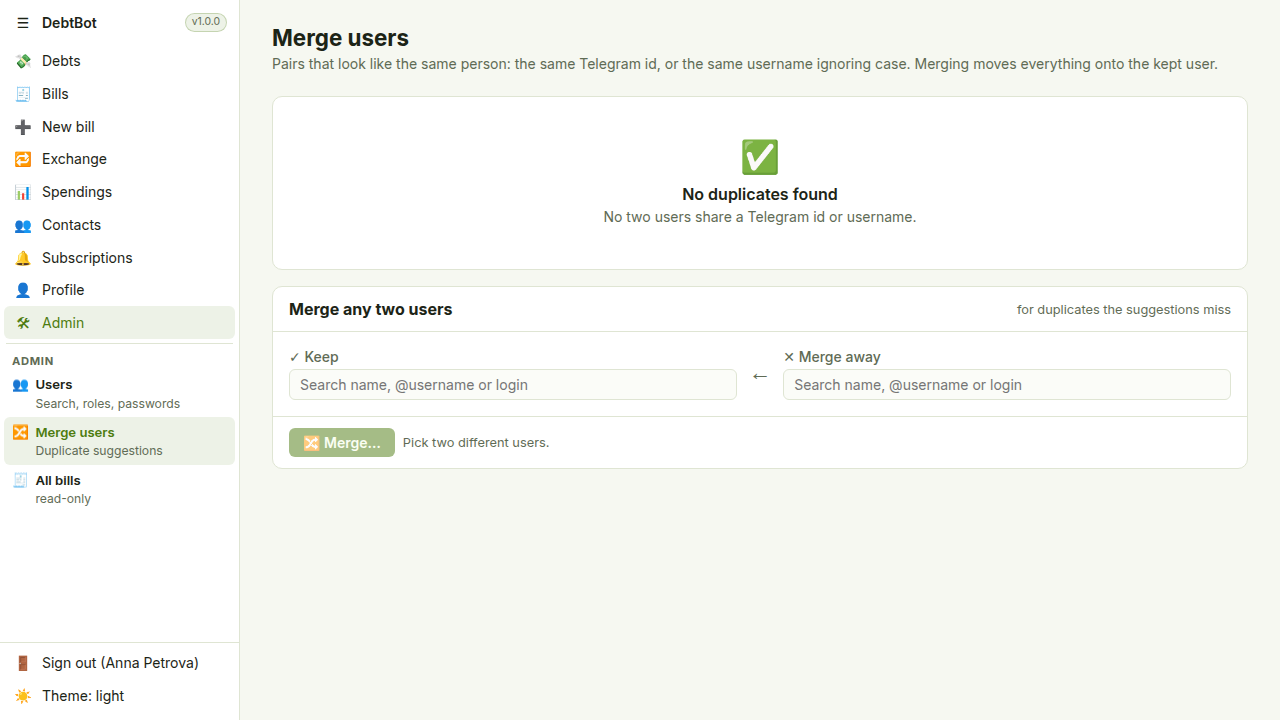 ☰ DebtBot v1.0.0
💸 Debts
🧾 Bills
➕ New bill
🔁 Exchange
📊 Spendings
👥 Contacts
🔔 Subscriptions
👤 Profile
🛠 Admin
ADMIN
👥 Users
Search, roles, passwords
🔀 Merge users
Duplicate suggestions
🧾 All bills
read-only
🚪 Sign out (Anna Petrova)
☀️ Theme: light
Merge users
Pairs that look like the same person: the same Telegram id, or the same username ignoring case. Merging moves everything onto the kept user.
✅
No duplicates found
No two users share a Telegram id or username.
Merge any two users
for duplicates the suggestions miss
✓ Keep
Search name, @username or login
←
✕ Merge away
Search name, @username or login
🔀 Merge…
Pick two different users.